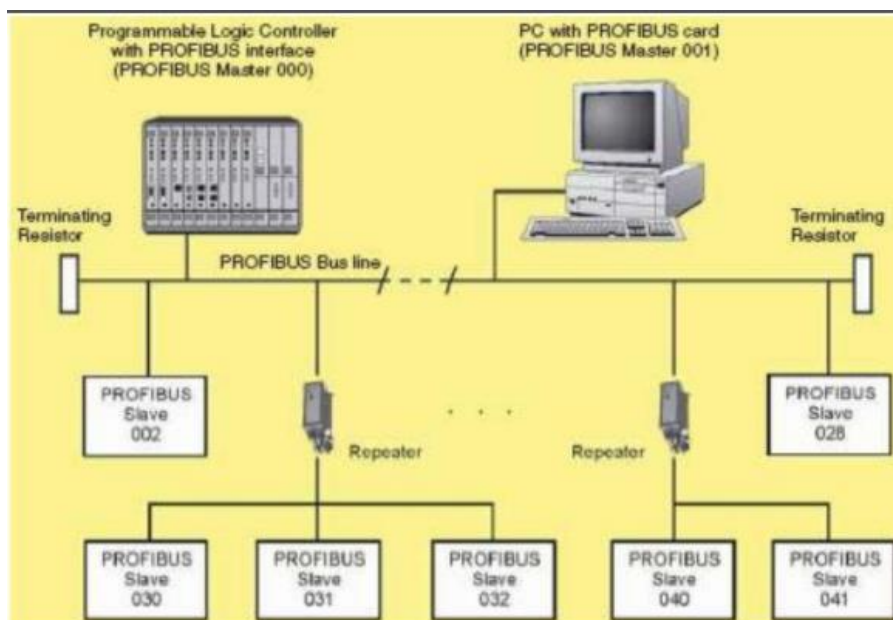 Programmable Logic Controller
with PROFIBUS interface
(PROFIBUS Master 000)
PC with PROFIBUS card
(PROFIBUS Master 001)
Terminating
Resistor
Terminating
Resistor
PROFIBUS Bus line
PROFIBUS
Slave
002
PROFIBUS
Slave
028
Repeater
Repeater
PROFIBUS
Slave
030
PROFIBUS
Slave
031
PROFIBUS
Slave
032
PROFIBUS
Slave
040
PROFIBUS
Slave
041